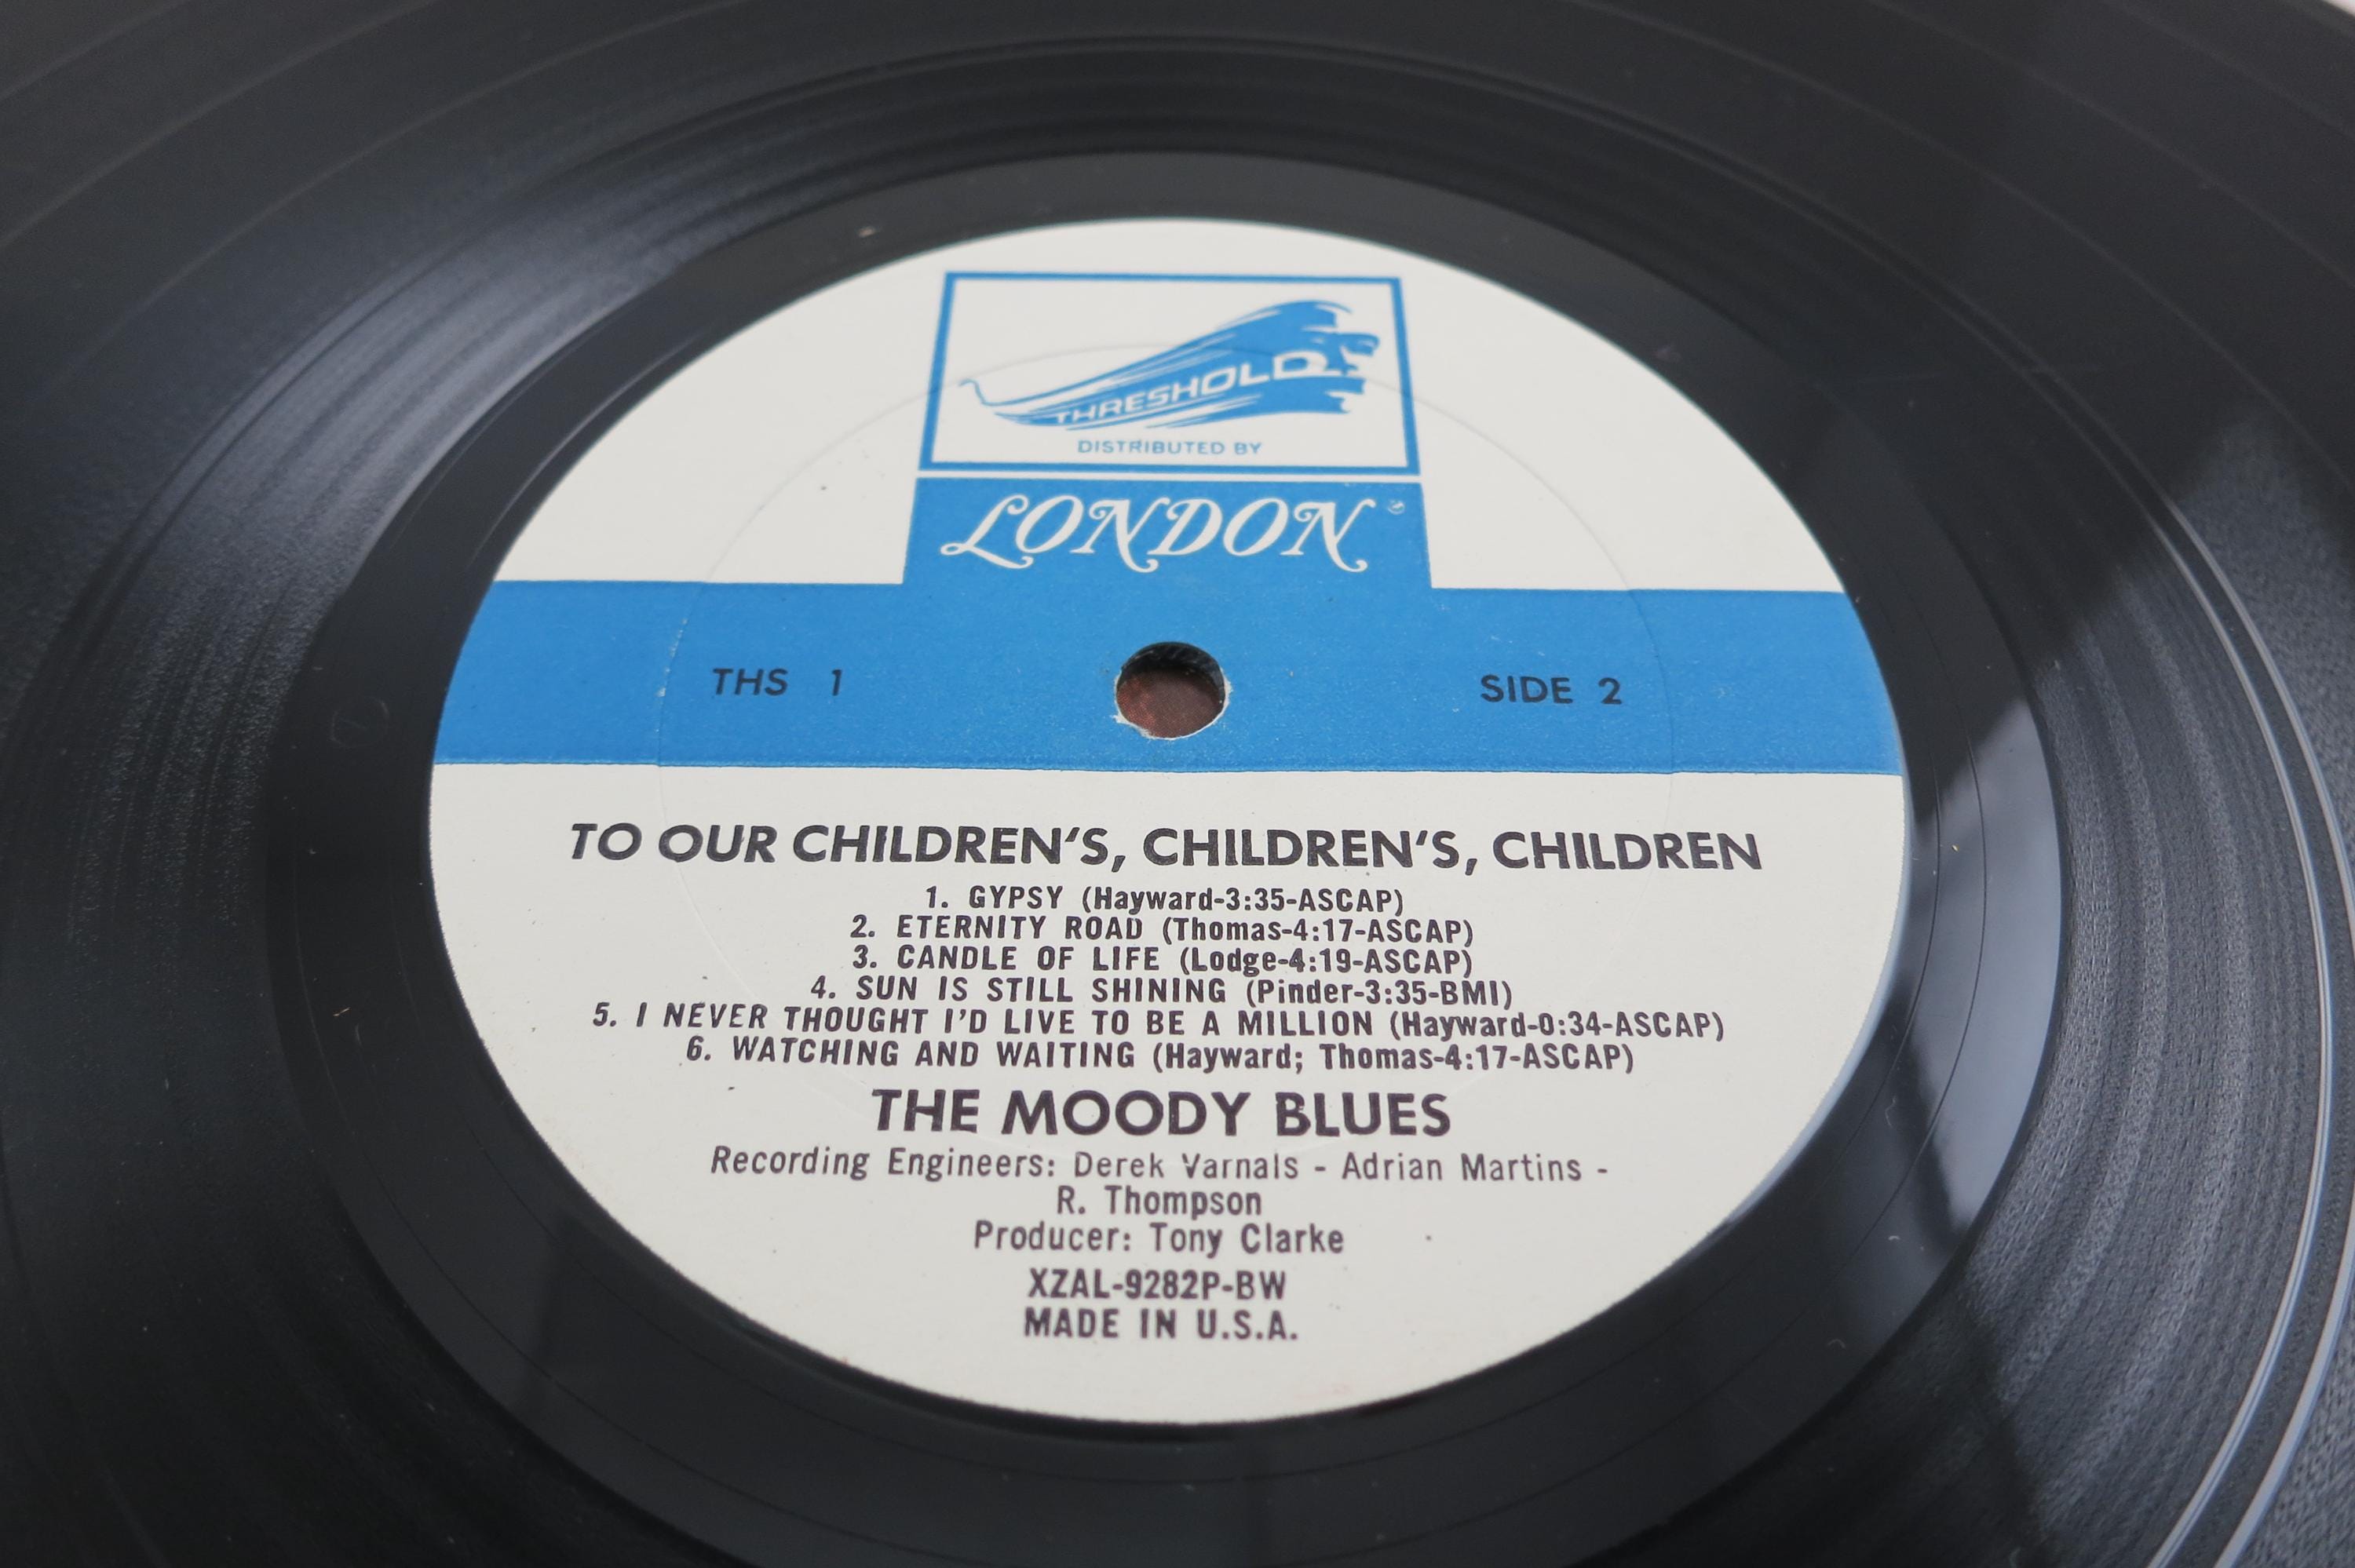 THRESHOLD
DISTRIBUTED BY
LONDON
THS 1
SIDE 2
TO OUR CHILDREN'S, CHILDREN'S, CHILDREN
1. GYPSY (Hayward-3:35-ASCAP)
2. ETERNITY ROAD (Thomas-4:17-ASCAP)
3. CANDLE OF LIFE (Lodge-4:19-ASCAP)
4. SUN IS STILL SHINING (Pinder-3:35-BMI)
5. I NEVER THOUGHT I'D LIVE TO BE A MILLION (Hayward-0:34-ASCAP)
6. WATCHING AND WAITING (Hayward; Thomas-4:17-ASCAP)
THE MOODY BLUES
Recording Engineers: Derek Varnals - Adrian Martins -
R. Thompson
Producer: Tony Clarke
XZAL-9282P-BW
MADE IN U.S.A.